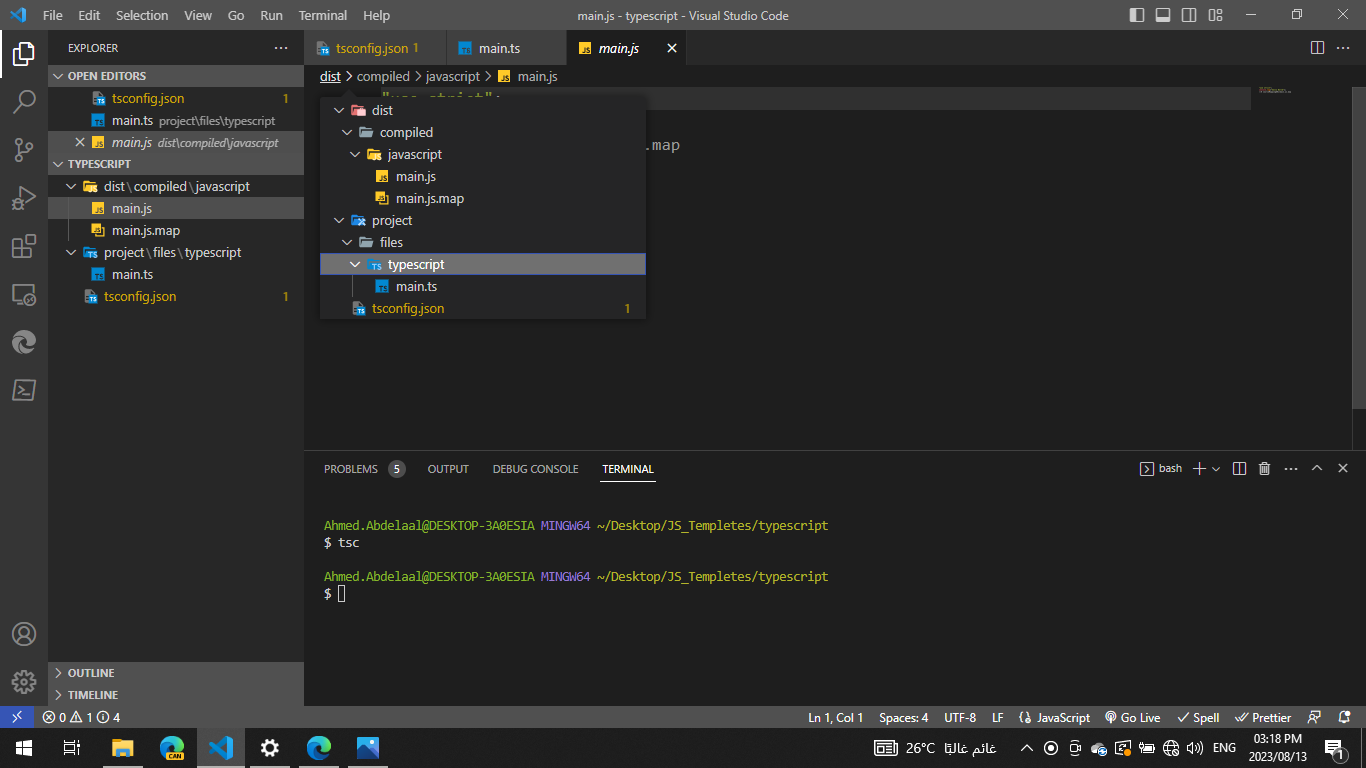 File Edit Selection View Go Run Terminal Help
main.js - typescript - Visual Studio Code
EXPLORER
OPEN EDITORS
tsconfig.json 1
main.ts project\files\typescript
main.js dist\compiled\javascript
TYPESCRIPT
dist\compiled\javascript
main.js
main.js.map
project\files\typescript
main.ts
tsconfig.json 1
OUTLINE
TIMELINE
tsconfig.json 1
main.ts
main.js
dist > compiled > javascript > main.js
"use strict";
.map
dist
compiled
javascript
main.js
main.js.map
project
files
typescript
main.ts
tsconfig.json 1
PROBLEMS 5 OUTPUT DEBUG CONSOLE TERMINAL
bash
Ahmed.Abdelaal@DESKTOP-3A0ESIA MINGW64 ~/Desktop/JS_Templetes/typescript
$ tsc
Ahmed.Abdelaal@DESKTOP-3A0ESIA MINGW64 ~/Desktop/JS_Templetes/typescript
$
0 1 4
Ln 1, Col 1 Spaces: 4 UTF-8 LF JavaScript Go Live Spell Prettier
CAN
26°C غائم غالبًا
ENG
03:18 PM
2023/08/13
1